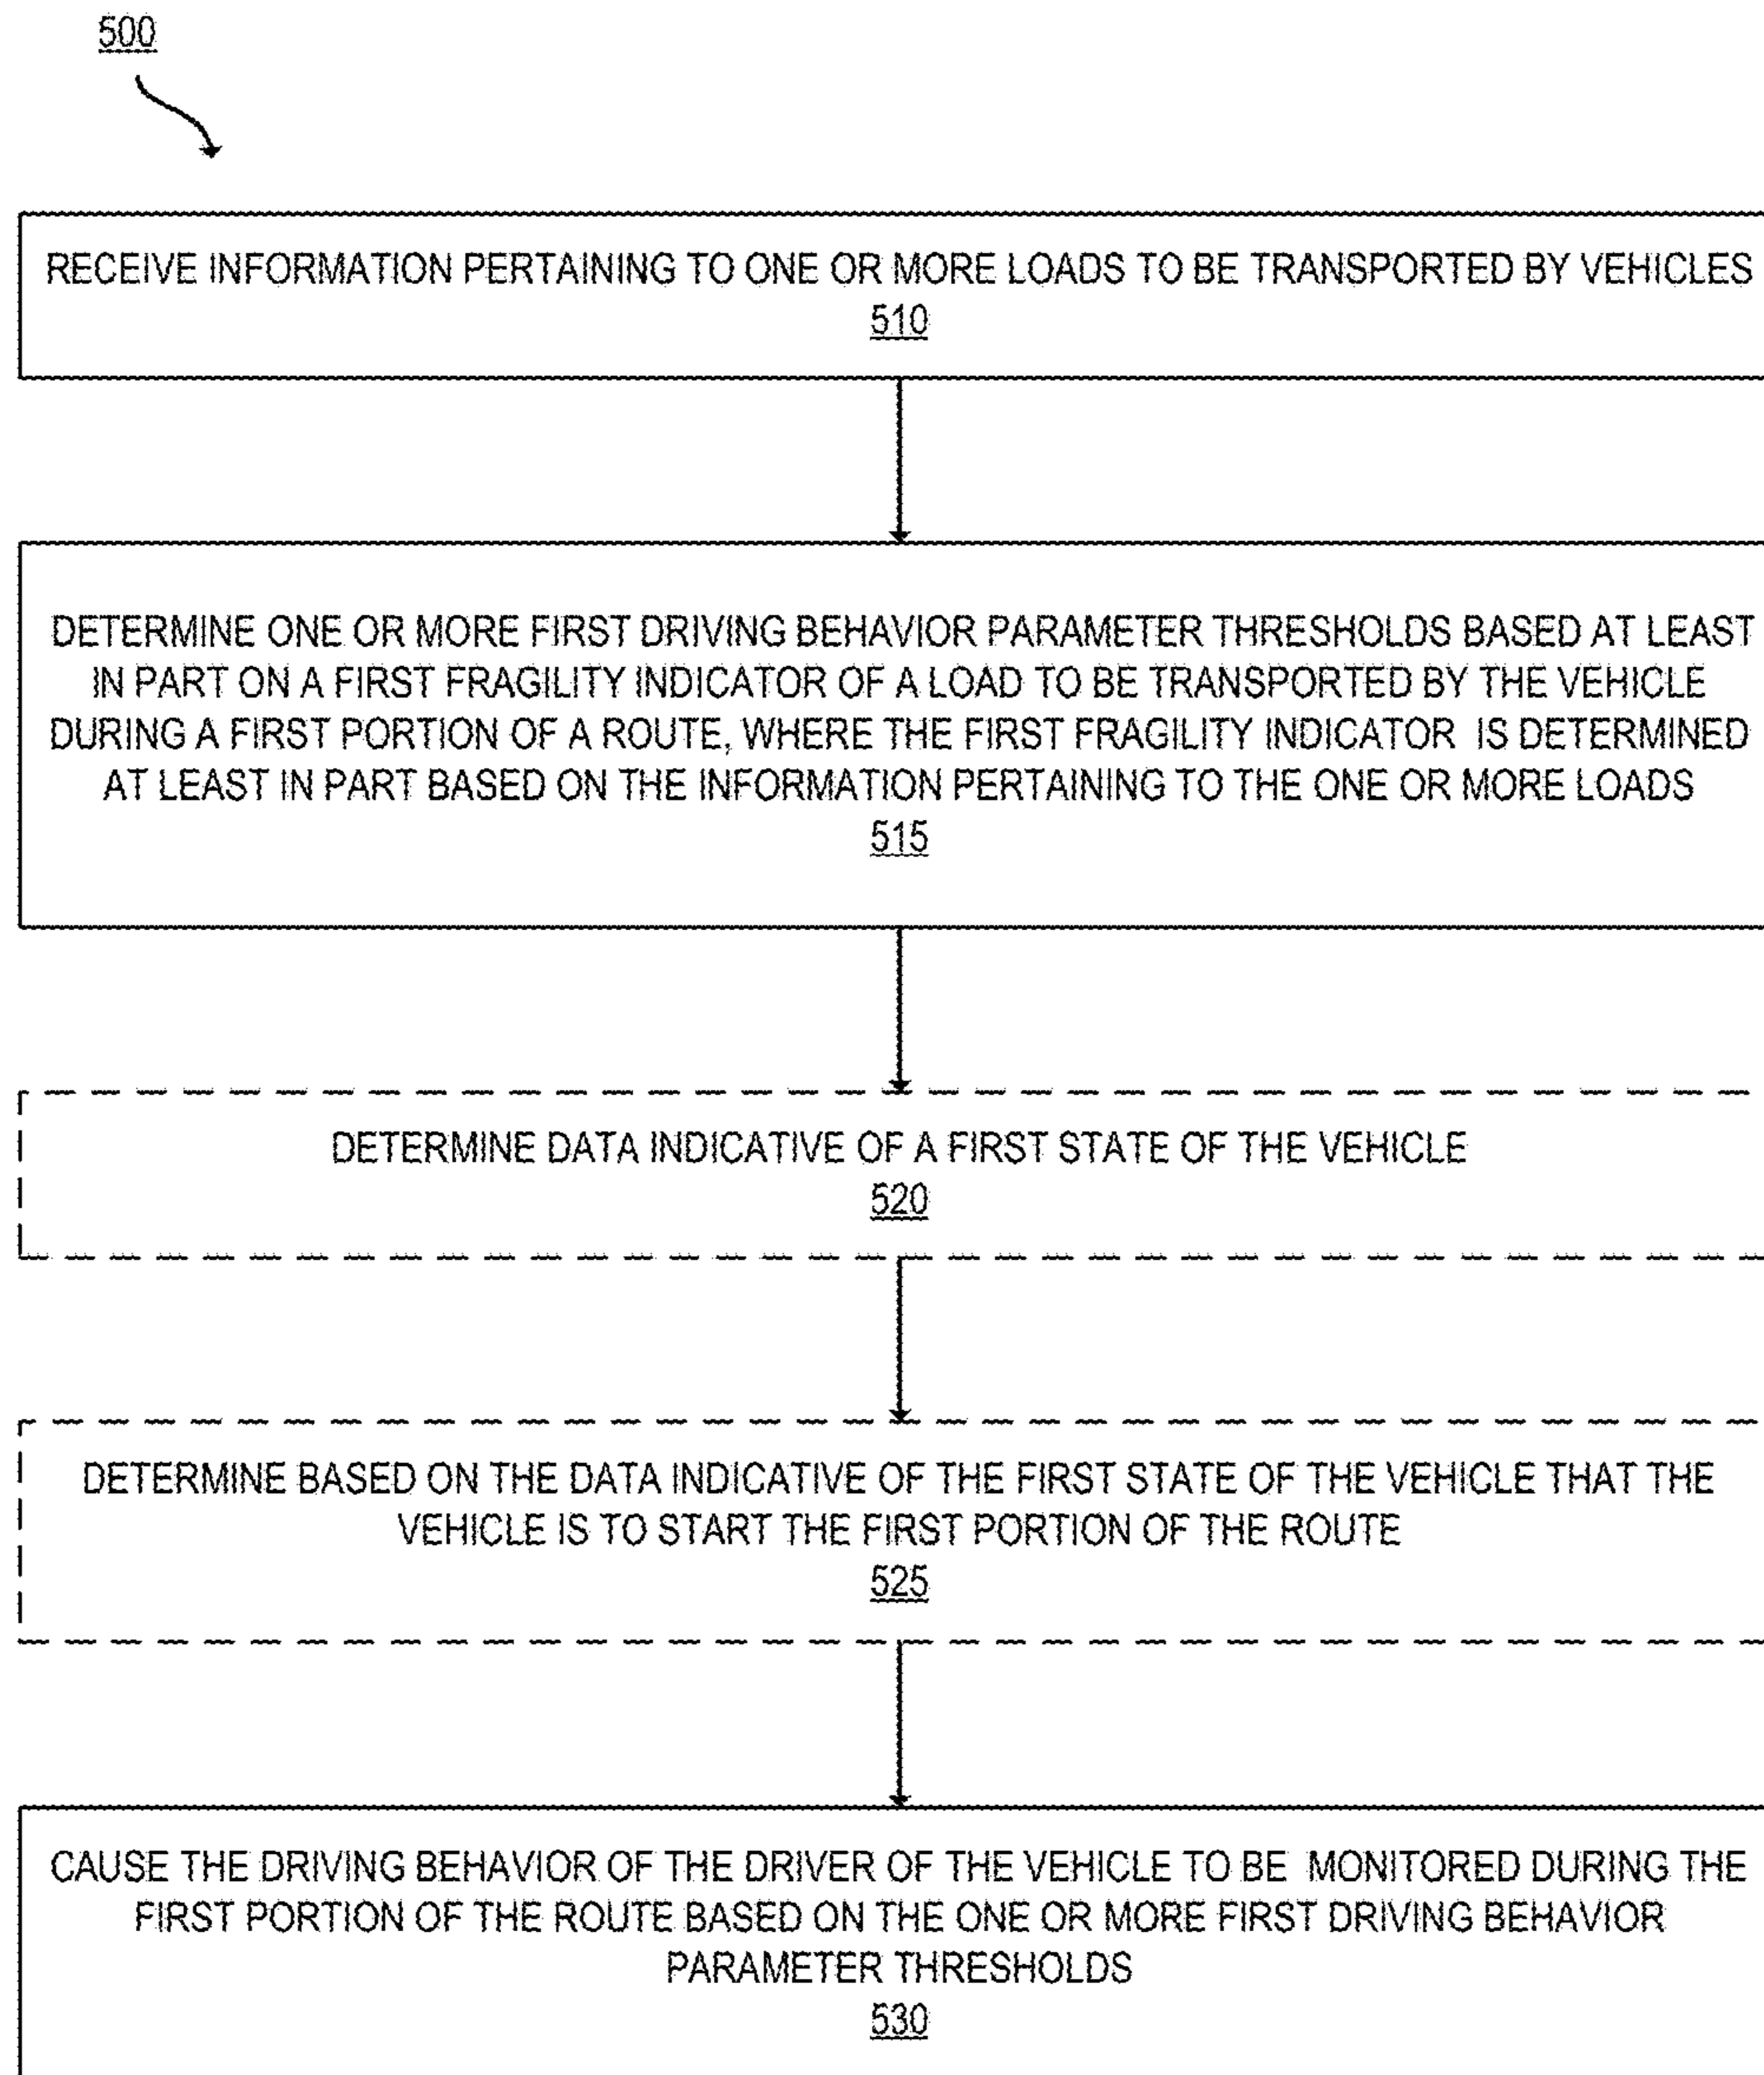 500
RECEIVE INFORMATION PERTAINING TO ONE OR MORE LOADS TO BE TRANSPORTED BY VEHICLES
510
DETERMINE ONE OR MORE FIRST DRIVING BEHAVIOR PARAMETER THRESHOLDS BASED AT LEAST
IN PART ON A FIRST FRAGILITY INDICATOR OF A LOAD TO BE TRANSPORTED BY THE VEHICLE
DURING A FIRST PORTION OF A ROUTE, WHERE THE FIRST FRAGILITY INDICATOR IS DETERMINED
AT LEAST IN PART BASED ON THE INFORMATION PERTAINING TO THE ONE OR MORE LOADS
515
DETERMINE DATA INDICATIVE OF A FIRST STATE OF THE VEHICLE
520
DETERMINE BASED ON THE DATA INDICATIVE OF THE FIRST STATE OF THE VEHICLE THAT THE
VEHICLE IS TO START THE FIRST PORTION OF THE ROUTE
525
CAUSE THE DRIVING BEHAVIOR OF THE DRIVER OF THE VEHICLE TO BE MONITORED DURING THE
FIRST PORTION OF THE ROUTE BASED ON THE ONE OR MORE FIRST DRIVING BEHAVIOR
PARAMETER THRESHOLDS
530